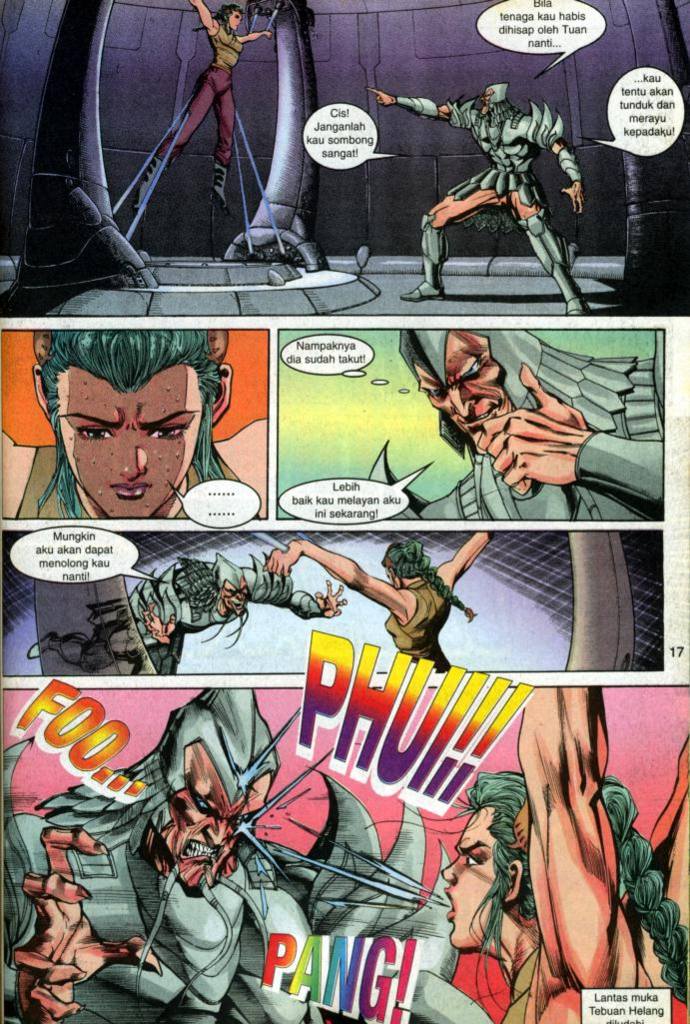 Bila
tenaga kau habis
dihisap oleh Tuan
nanti...
...kau
tentu akan
tunduk dan
merayu
kepadaku!
Cis!
Janganlah
kau sombong
sangat!
......
......
Nampaknya
dia sudah takut!
Lebih
baik kau melayan aku
ini sekarang!
Mungkin
aku akan dapat
menolong kau
nanti!
17
FOO...
PHUI!!!
PANG!
Lantas muka
Tebuan Helang
diludahi